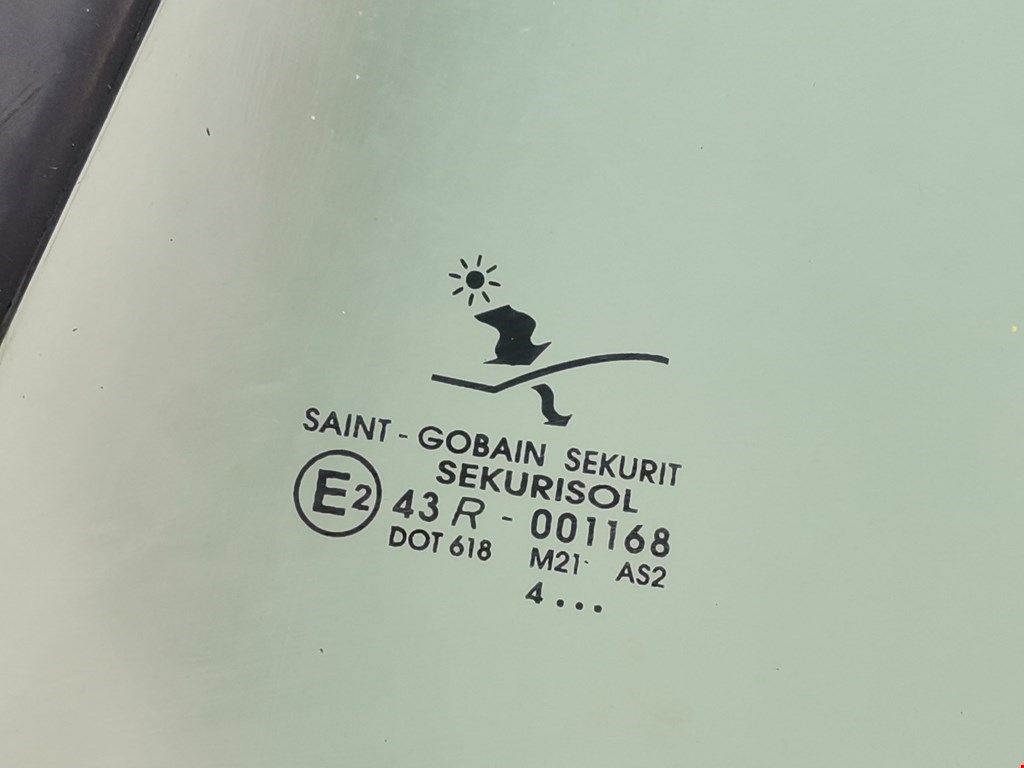 SAINT - GOBAIN SEKURIT
SEKURISOL
E2 43 R - 001168
DOT 618 M21 AS2
4 ...